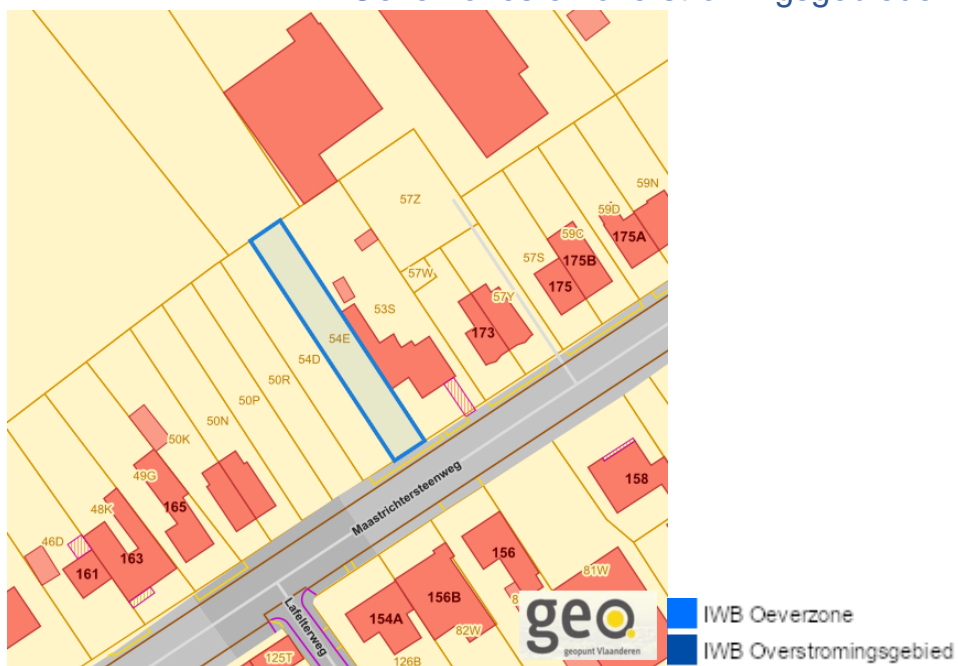 57Z
59N
59D
175A
59C
175B
57S
175
57W
57Y
53S
173
54E
54D
50R
50P
50N
50K
49G
165
48K
163
46D
161
Maastrichtersteenweg
158
156
81W
156B
154A
82W
Lafelterweg
125T
126B
geo.
geopunt Vlaanderen
IWB Oeverzone
IWB Overstromingsgebied